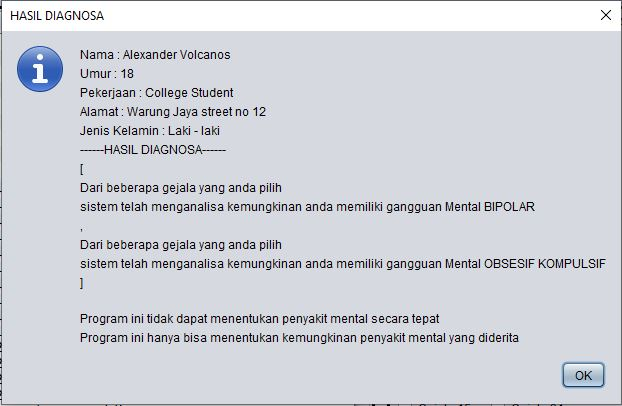 HASIL DIAGNOSA
Nama : Alexander Volcanos
Umur : 18
Pekerjaan : College Student
Alamat : Warung Jaya street no 12
Jenis Kelamin : Laki - laki
------HASIL DIAGNOSA------
[
Dari beberapa gejala yang anda pilih
sistem telah menganalisa kemungkinan anda memiliki gangguan Mental BIPOLAR
,
Dari beberapa gejala yang anda pilih
sistem telah menganalisa kemungkinan anda memiliki gangguan Mental OBSESIF KOMPULSIF
]
Program ini tidak dapat menentukan penyakit mental secara tepat
Program ini hanya bisa menentukan kemungkinan penyakit mental yang diderita
OK